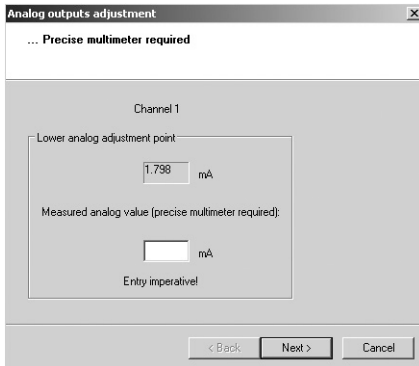 Analog outputs adjustment
... Precise multimeter required
Channel 1
Lower analog adjustment point
1.798 mA
Measured analog value (precise multimeter required):
mA
Entry imperative!
< Back Next > Cancel